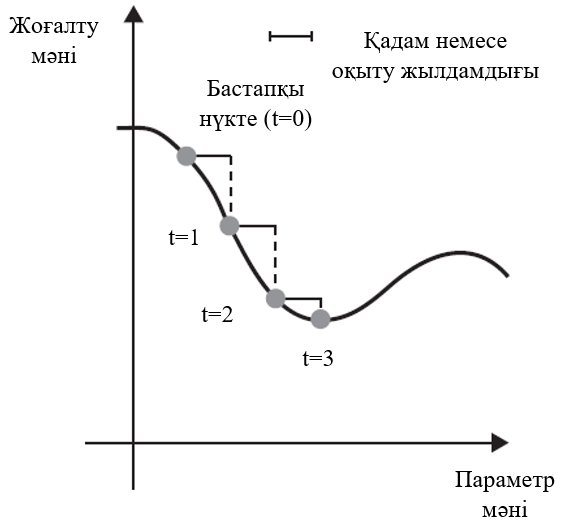 Жоғалту
мәні
Қадам немесе
оқыту жылдамдығы
Бастапқы
нүкте (t=0)
t=1
t=2
t=3
Параметр
мәні